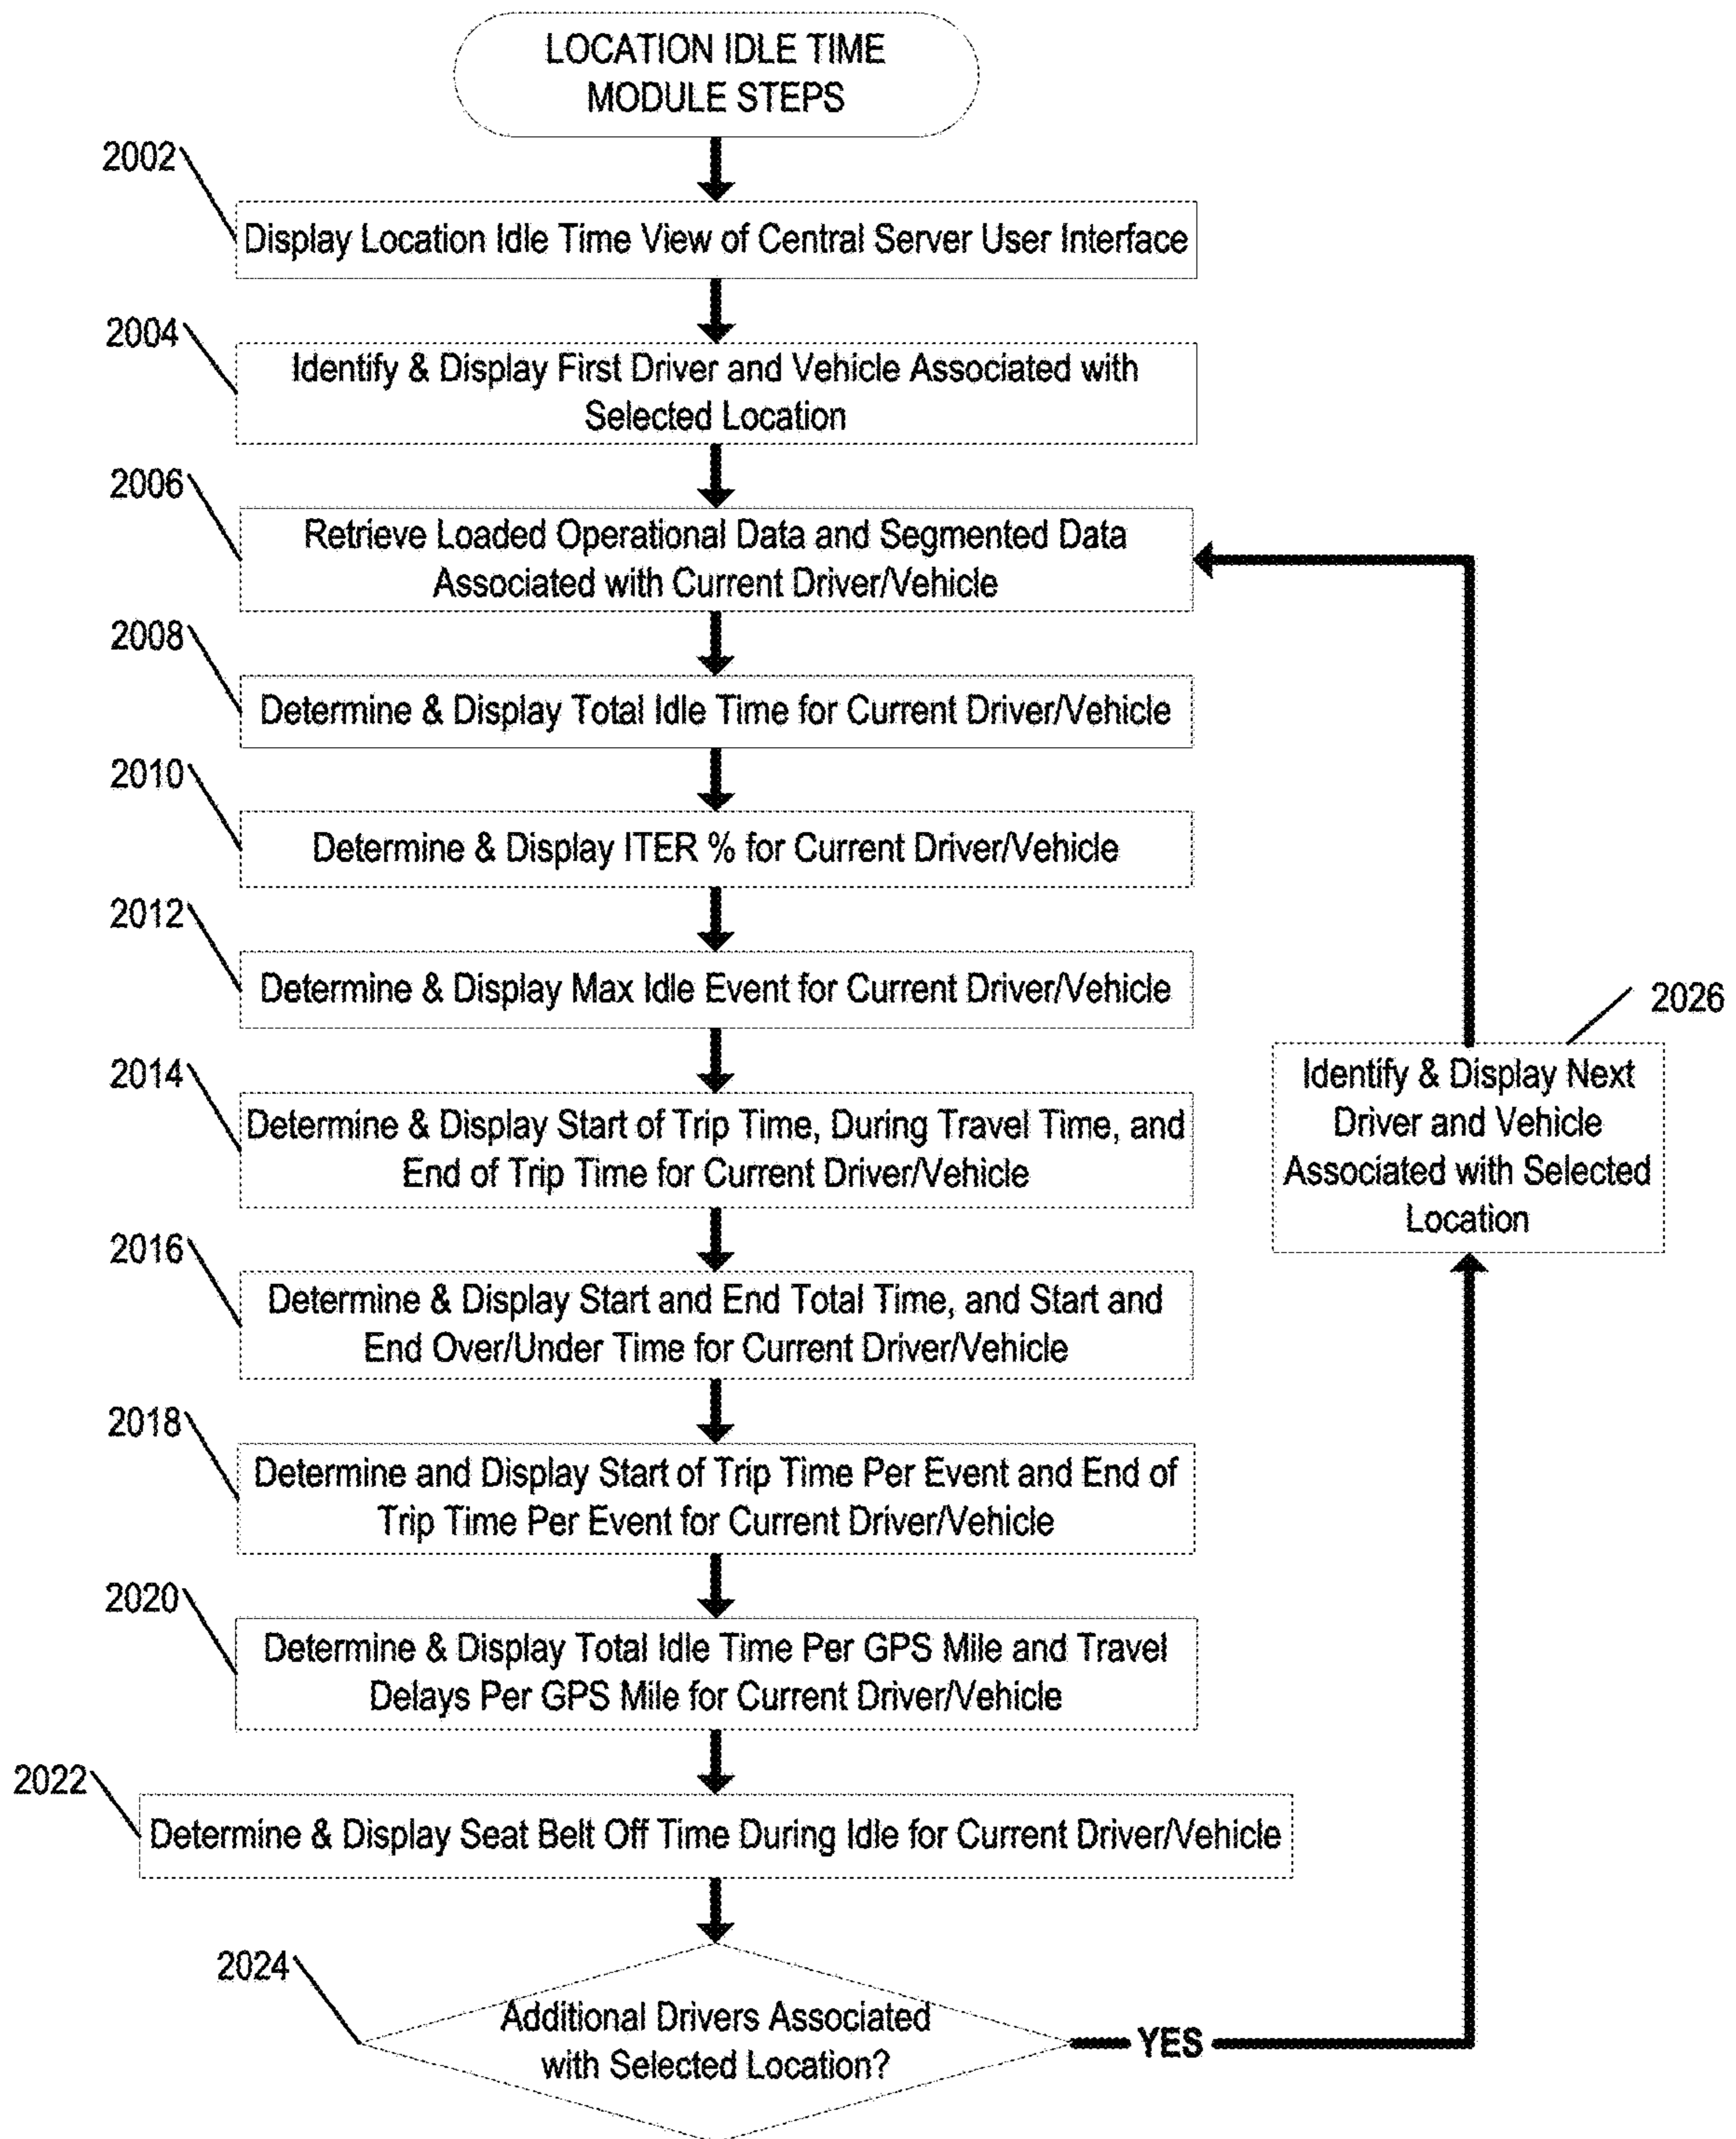 LOCATION IDLE TIME
MODULE STEPS
2002
Display Location Idle Time View of Central Server User Interface
2004
Identify & Display First Driver and Vehicle Associated with
Selected Location
2006
Retrieve Loaded Operational Data and Segmented Data
Associated with Current Driver/Vehicle
2008
Determine & Display Total Idle Time for Current Driver/Vehicle
2010
Determine & Display ITER % for Current Driver/Vehicle
2012
Determine & Display Max Idle Event for Current Driver/Vehicle
2014
Determine & Display Start of Trip Time, During Travel Time, and
End of Trip Time for Current Driver/Vehicle
2016
Determine & Display Start and End Total Time, and Start and
End Over/Under Time for Current Driver/Vehicle
2018
Determine and Display Start of Trip Time Per Event and End of
Trip Time Per Event for Current Driver/Vehicle
2020
Determine & Display Total Idle Time Per GPS Mile and Travel
Delays Per GPS Mile for Current Driver/Vehicle
2022
Determine & Display Seat Belt Off Time During Idle for Current Driver/Vehicle
2024
Additional Drivers Associated
with Selected Location?
YES
2026
Identify & Display Next
Driver and Vehicle
Associated with Selected
Location